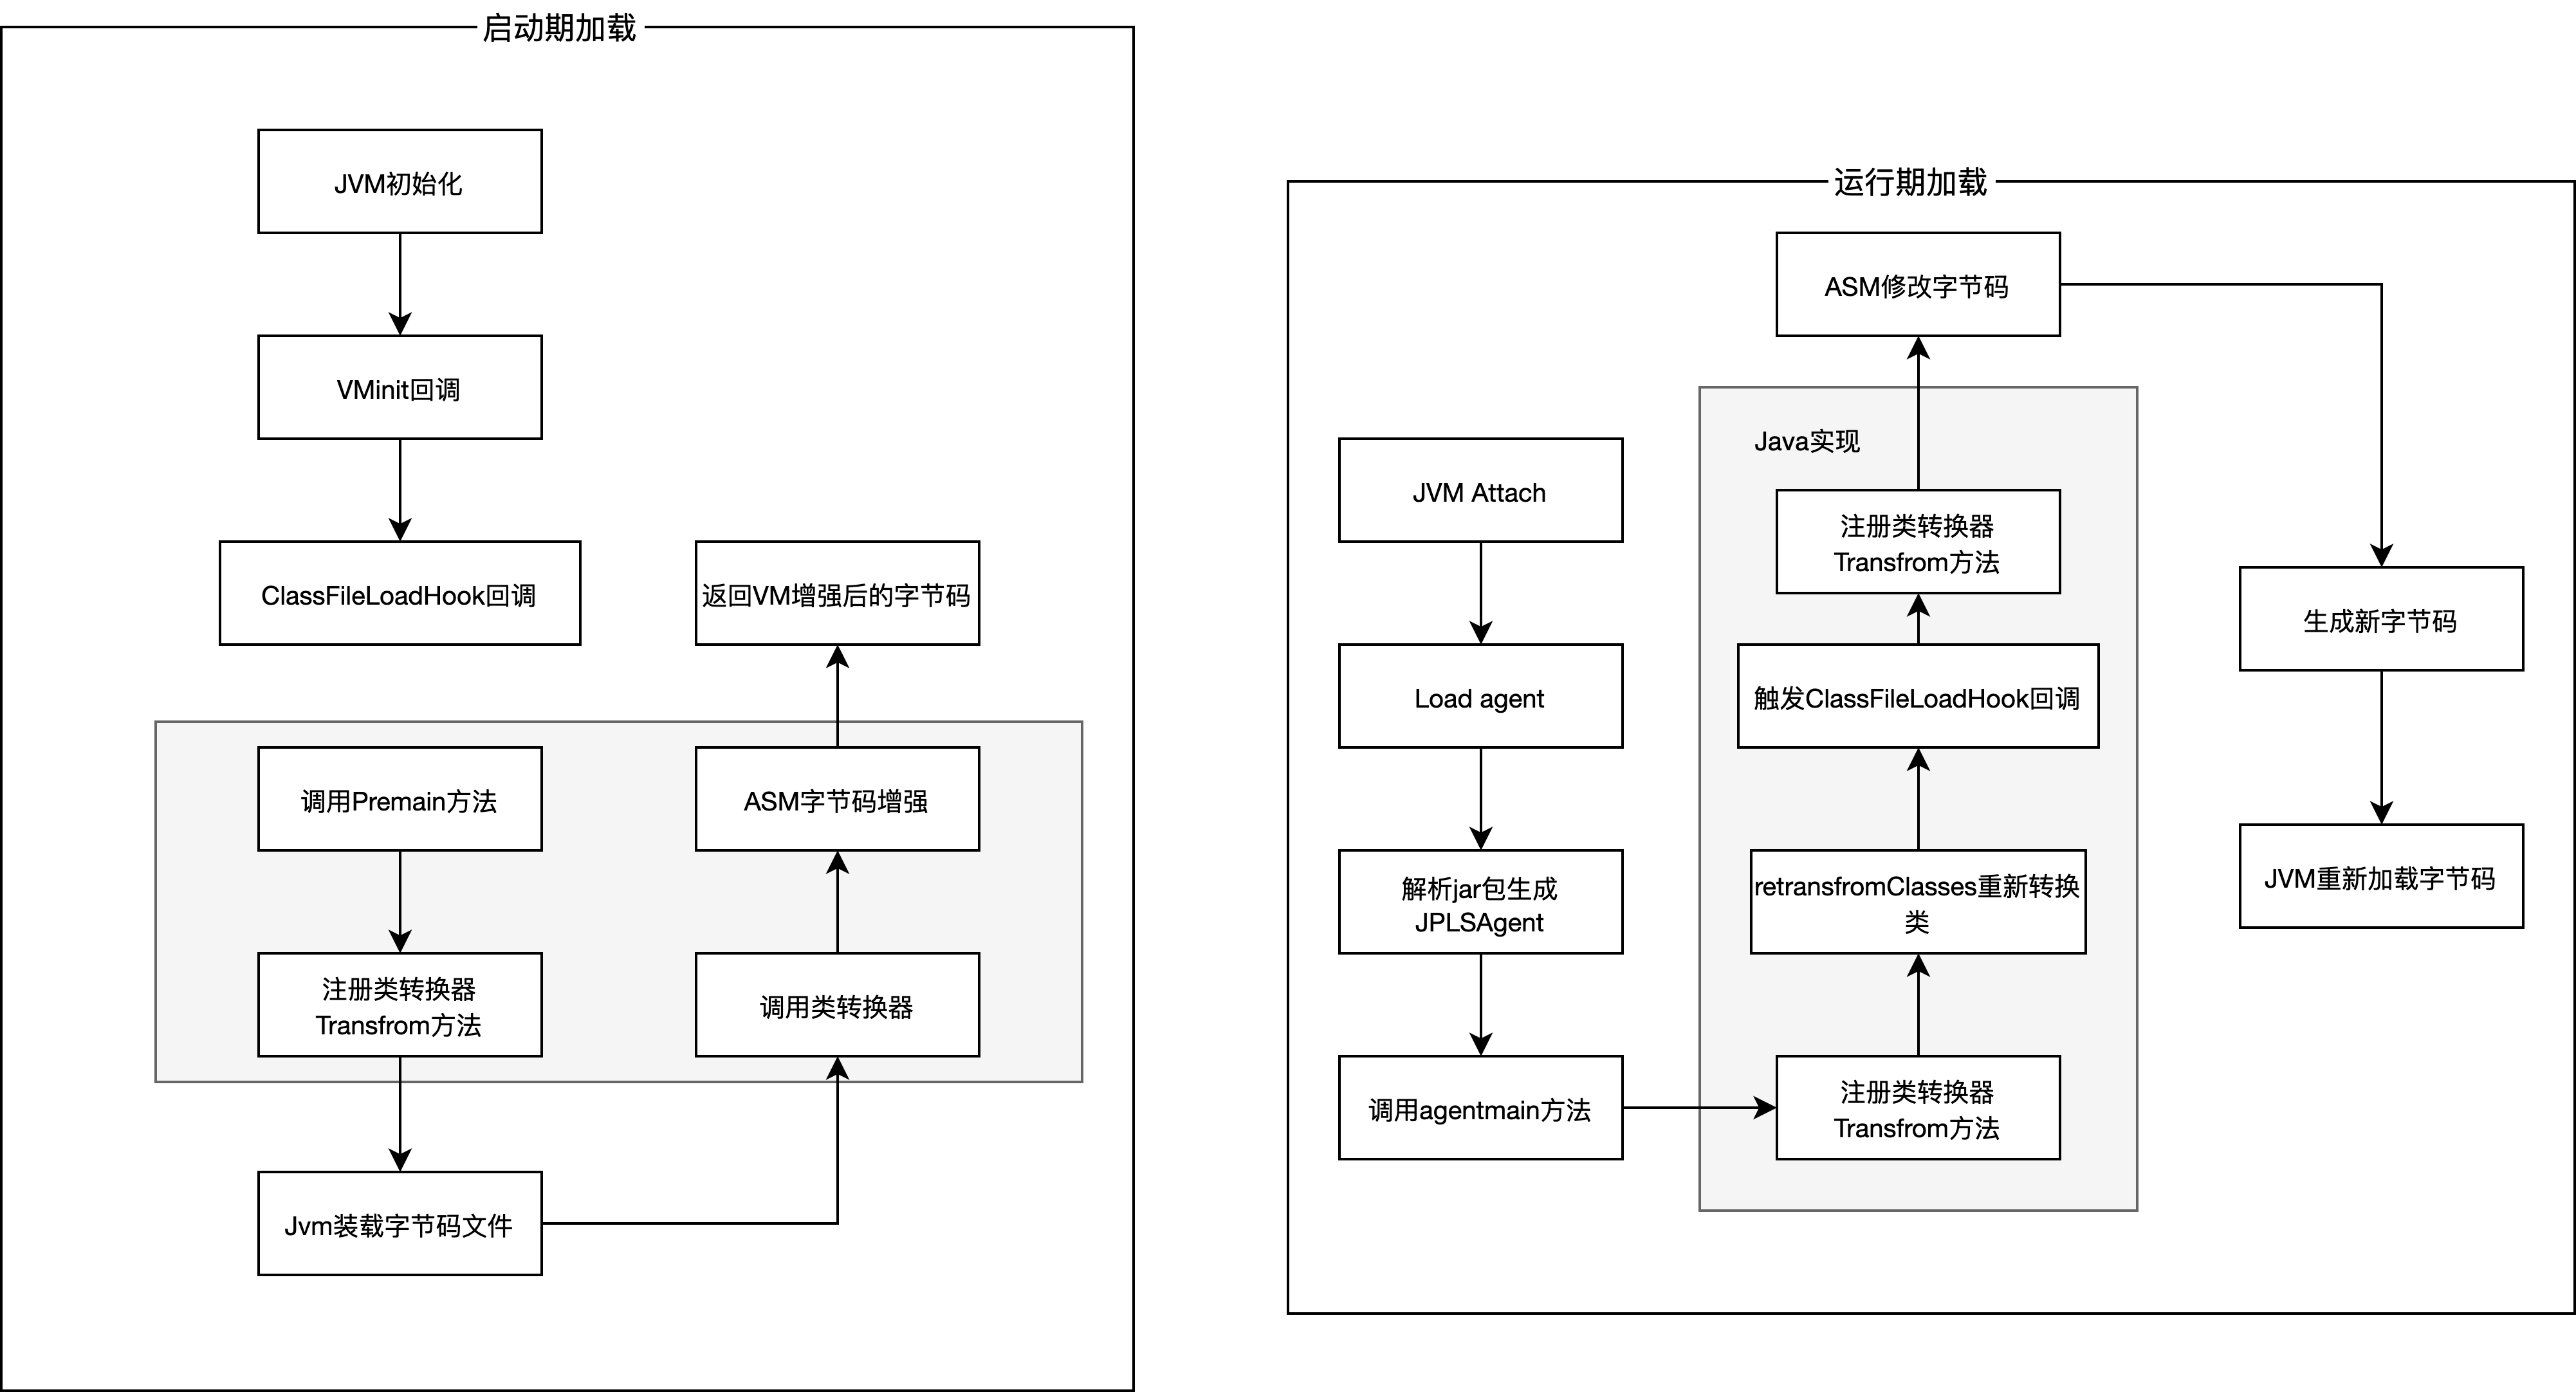 启动期加载
JVM初始化
VMinit回调
ClassFileLoadHook回调
调用Premain方法
注册类转换器
Transfrom方法
Jvm装载字节码文件
调用类转换器
ASM字节码增强
返回VM增强后的字节码
运行期加载
JVM Attach
Load agent
解析jar包生成
JPLSAgent
调用agentmain方法
Java实现
注册类转换器
Transfrom方法
retransfromClasses重新转换
类
触发ClassFileLoadHook回调
注册类转换器
Transfrom方法
ASM修改字节码
生成新字节码
JVM重新加载字节码